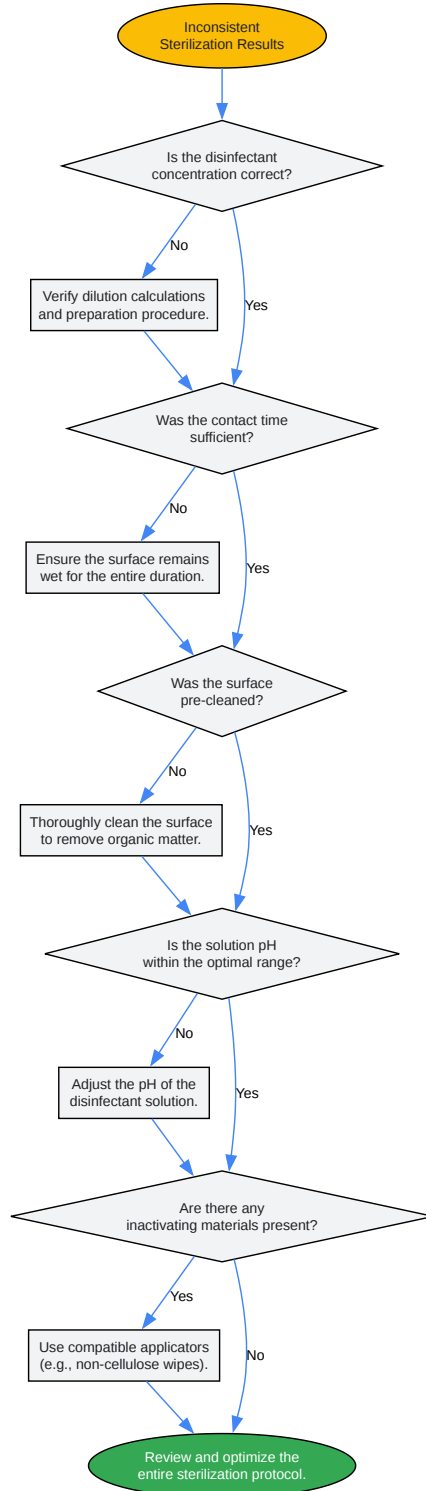 Inconsistent
Sterilization Results
Is the disinfectant
concentration correct?
No
Yes
Verify dilution calculations
and preparation procedure.
Was the contact time
sufficient?
No
Yes
Ensure the surface remains
wet for the entire duration.
Was the surface
pre-cleaned?
No
Yes
Thoroughly clean the surface
to remove organic matter.
Is the solution pH
within the optimal range?
No
Yes
Adjust the pH of the
disinfectant solution.
Are there any
inactivating materials present?
Yes
No
Use compatible applicators
(e.g., non-cellulose wipes).
Review and optimize the
entire sterilization protocol.